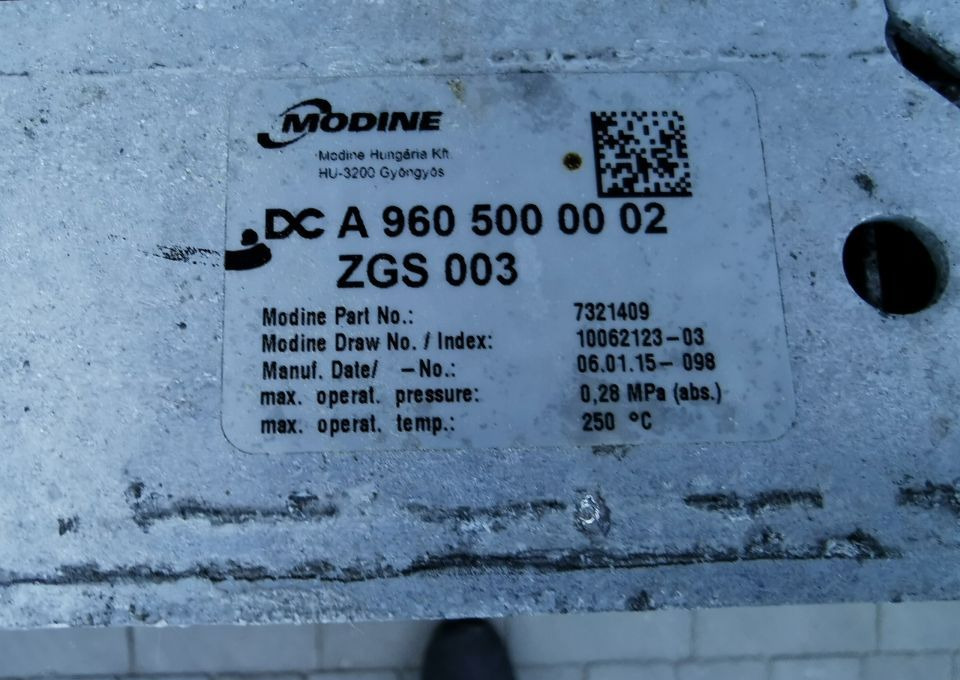 MODINE
Modine Hungária Kft.
HU-3200 Gyöngyös
DC A 960 500 00 02
ZGS 003
Modine Part No.: 7321409
Modine Draw No. / Index: 10062123-03
Manuf. Date/ -No.: 06.01.15-098
max. operat. pressure: 0,28 MPa (abs.)
max. operat. temp.: 250 °C